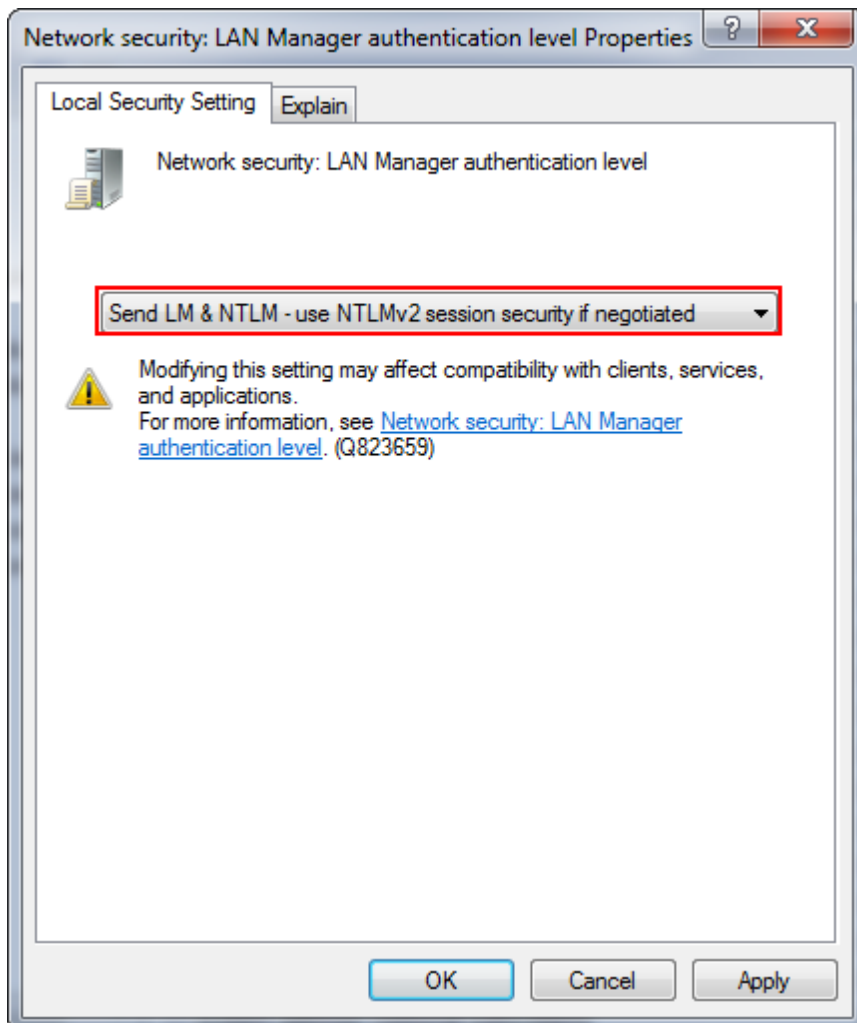 Network security: LAN Manager authentication level Properties
Local Security Setting
Explain
Network security: LAN Manager authentication level
Send LM & NTLM - use NTLMv2 session security if negotiated
Modifying this setting may affect compatibility with clients, services,
and applications.
For more information, see Network security: LAN Manager
authentication level. (Q823659)
OK
Cancel
Apply